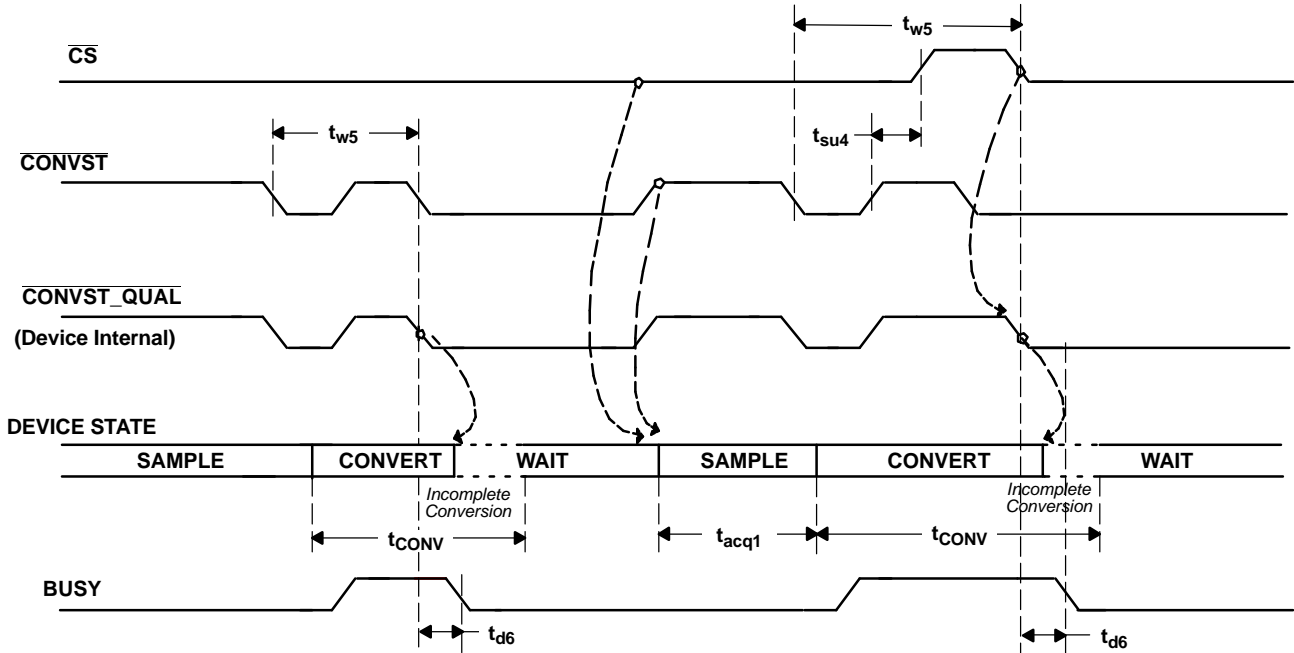 tw5
CS
tw5
tsu4
CONVST
CONVST_QUAL
(Device Internal)
DEVICE STATE
SAMPLE CONVERT WAIT SAMPLE CONVERT WAIT
Incomplete
Conversion
Incomplete
Conversion
tCONV tacq1 tCONV
BUSY
td6 td6